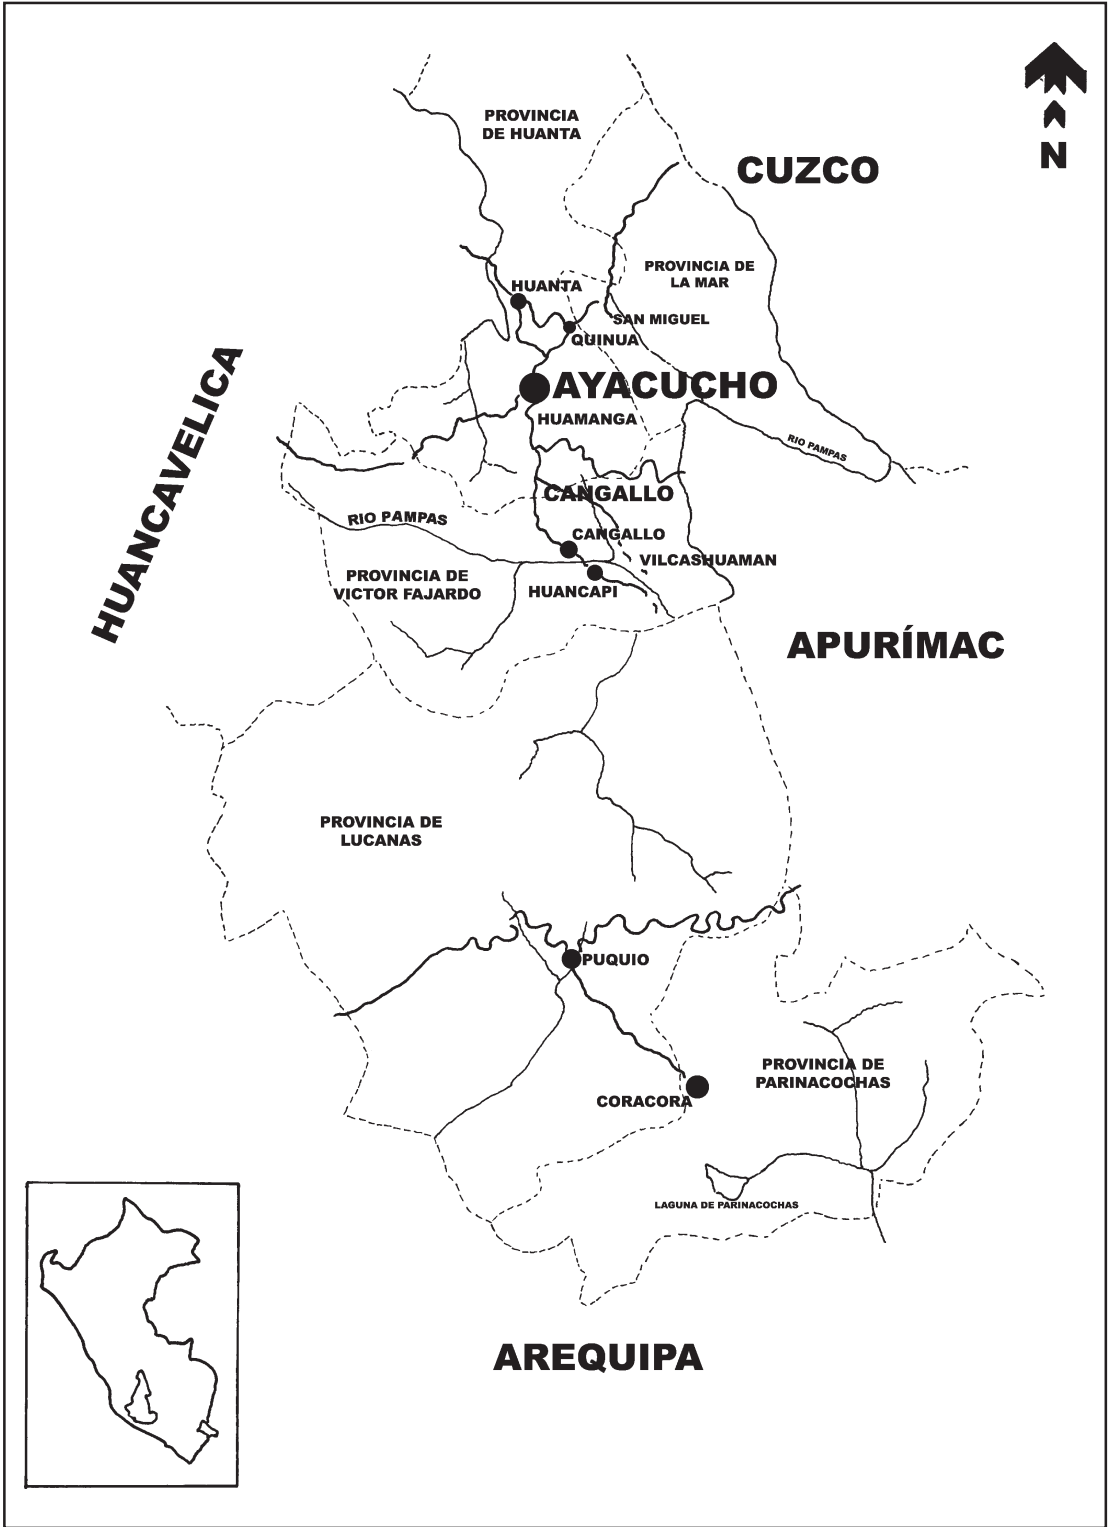 PROVINCIA
DE HUANTA
CUZCO
N
PROVINCIA DE
LA MAR
HUANTA
SAN MIGUEL
QUINUA
AYACUCHO
HUAMANGA
HUANCAVELICA
RIO PAMPAS
CANGALLO
RIO PAMPAS
CANGALLO
VILCASHUAMAN
PROVINCIA DE
VICTOR FAJARDO
HUANCAPI
APURÍMAC
PROVINCIA DE
LUCANAS
PUQUIO
PROVINCIA DE
PARINACOCHAS
CORACORA
LAGUNA DE PARINACOCHAS
AREQUIPA